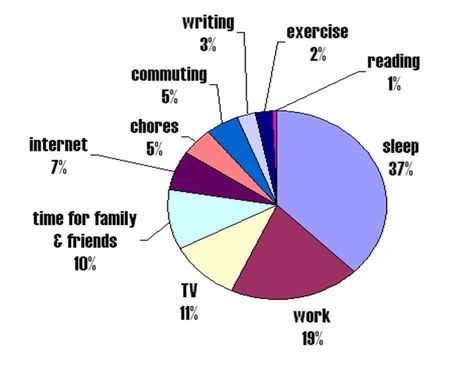 writing
3%
exercise
2%
reading
1%
commuting
5%
chores
5%
sleep
37%
internet
7%
time for family
& friends
10%
TV
11%
work
19%